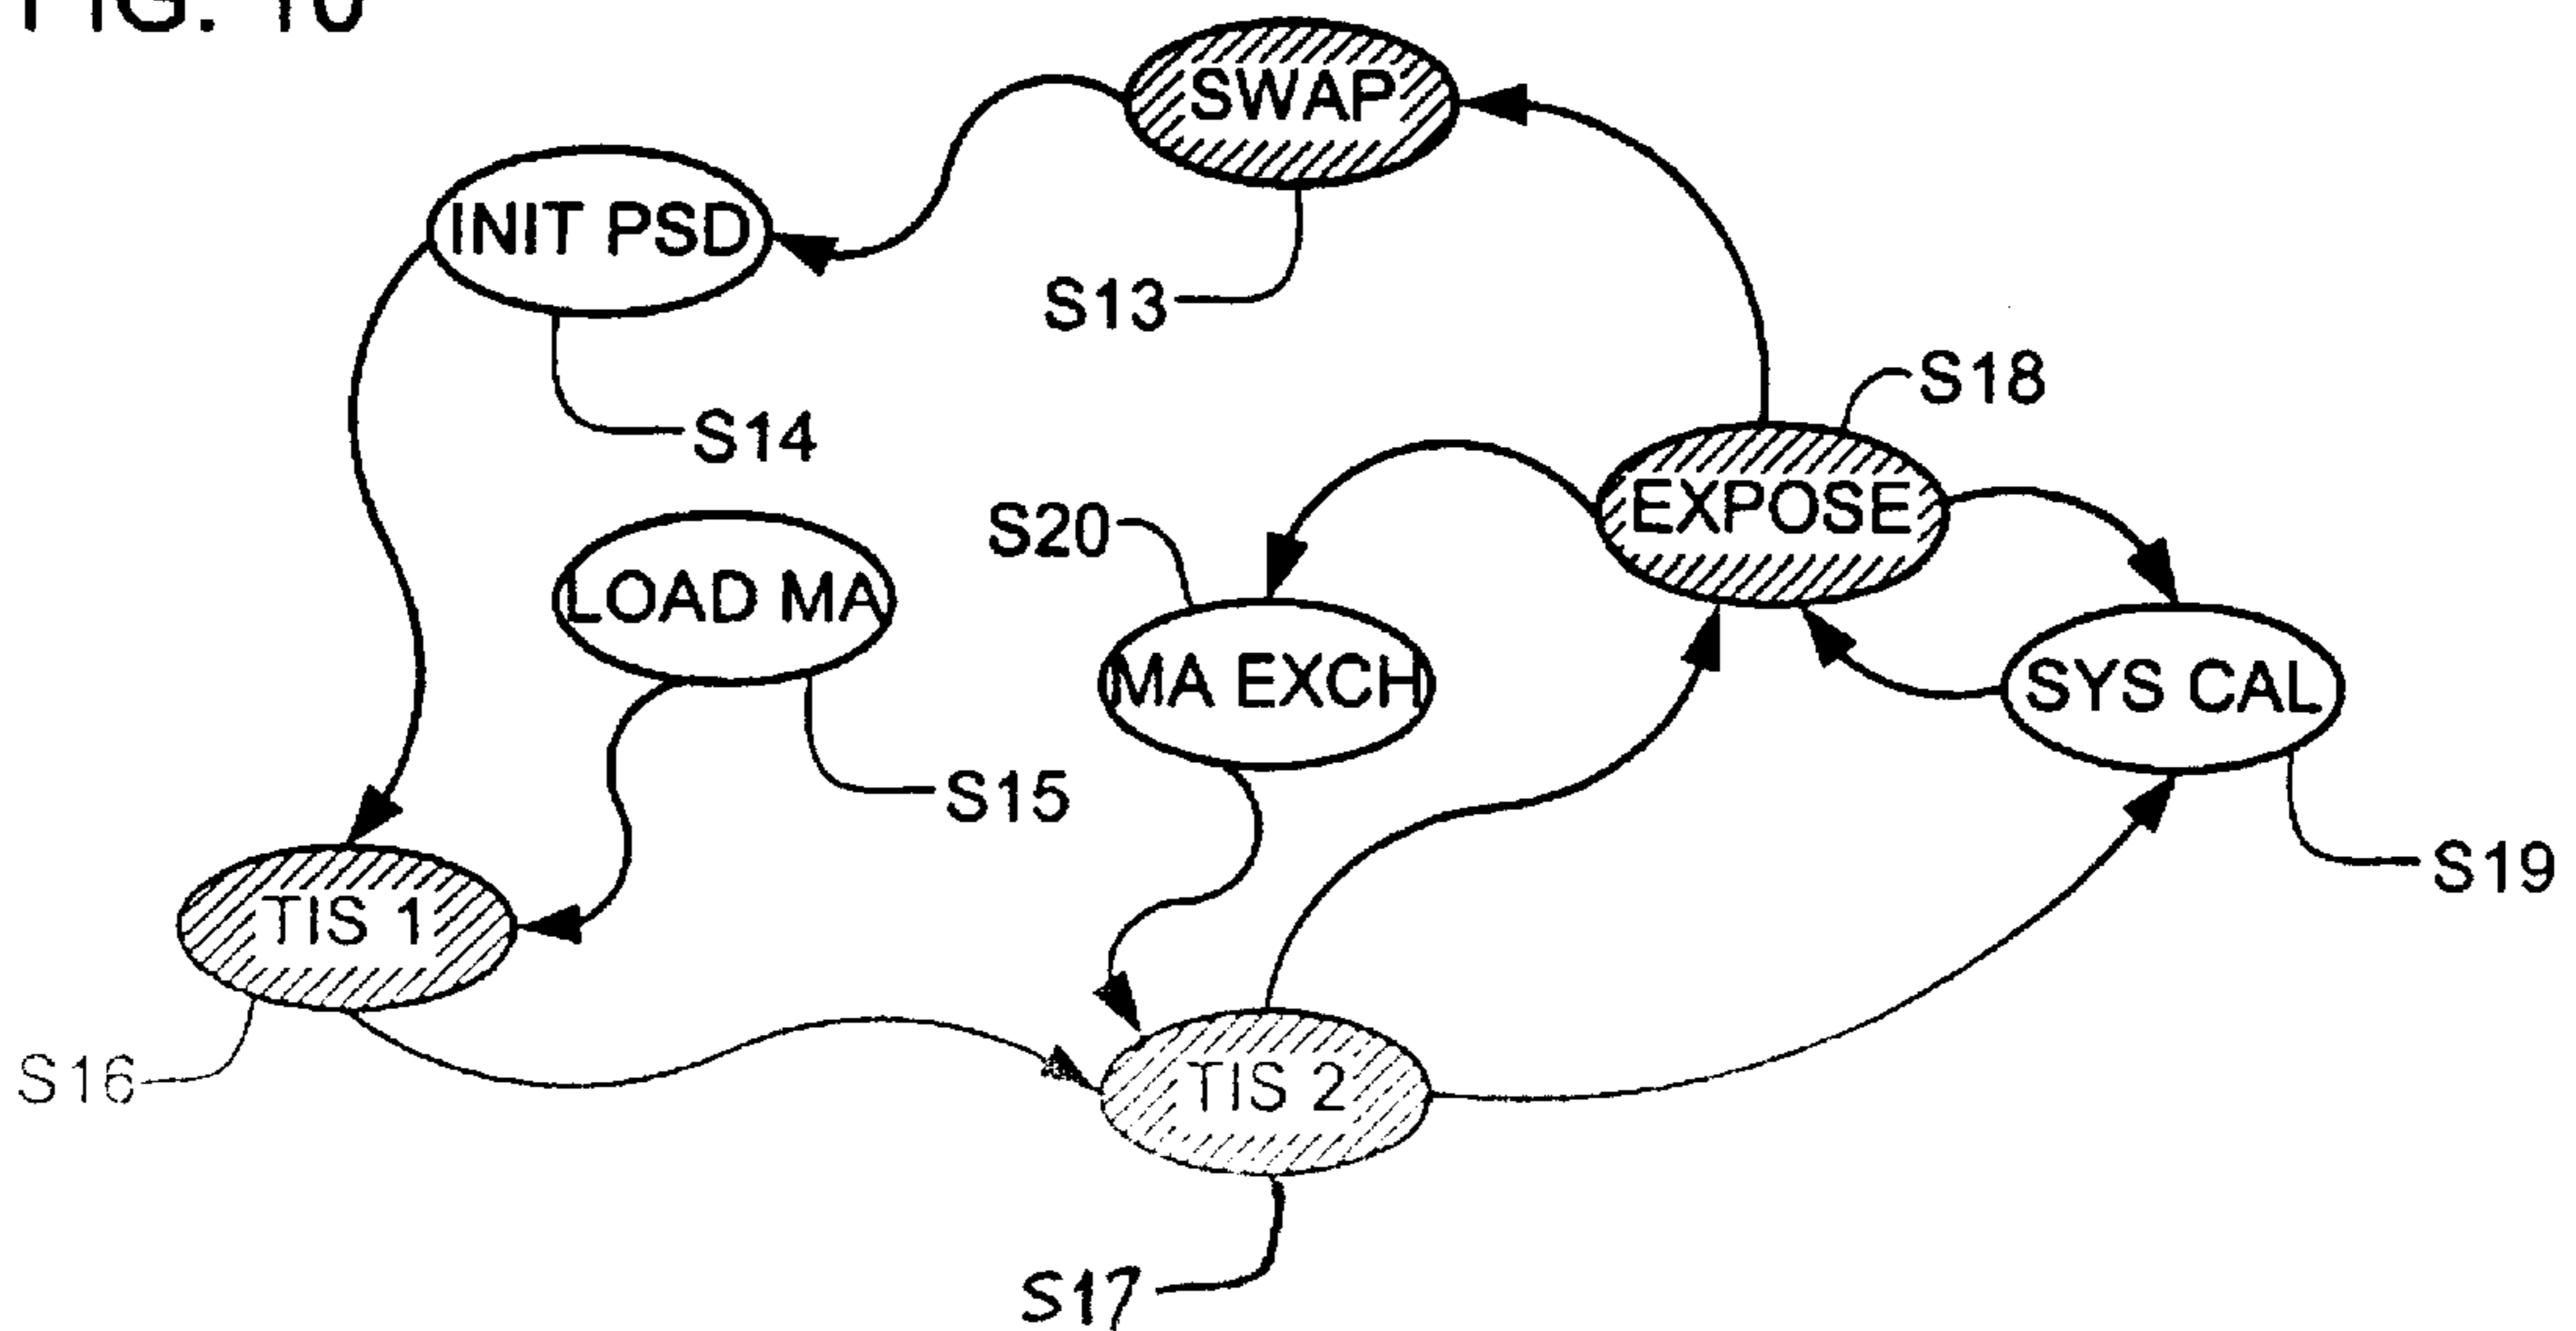 FIG. 10
SWAP
INIT PSD
S13
S18
S14
EXPOSE
S20
LOAD MA
MA EXCH
SYS CAL
S15
S19
TIS 1
S16
TIS 2
S17